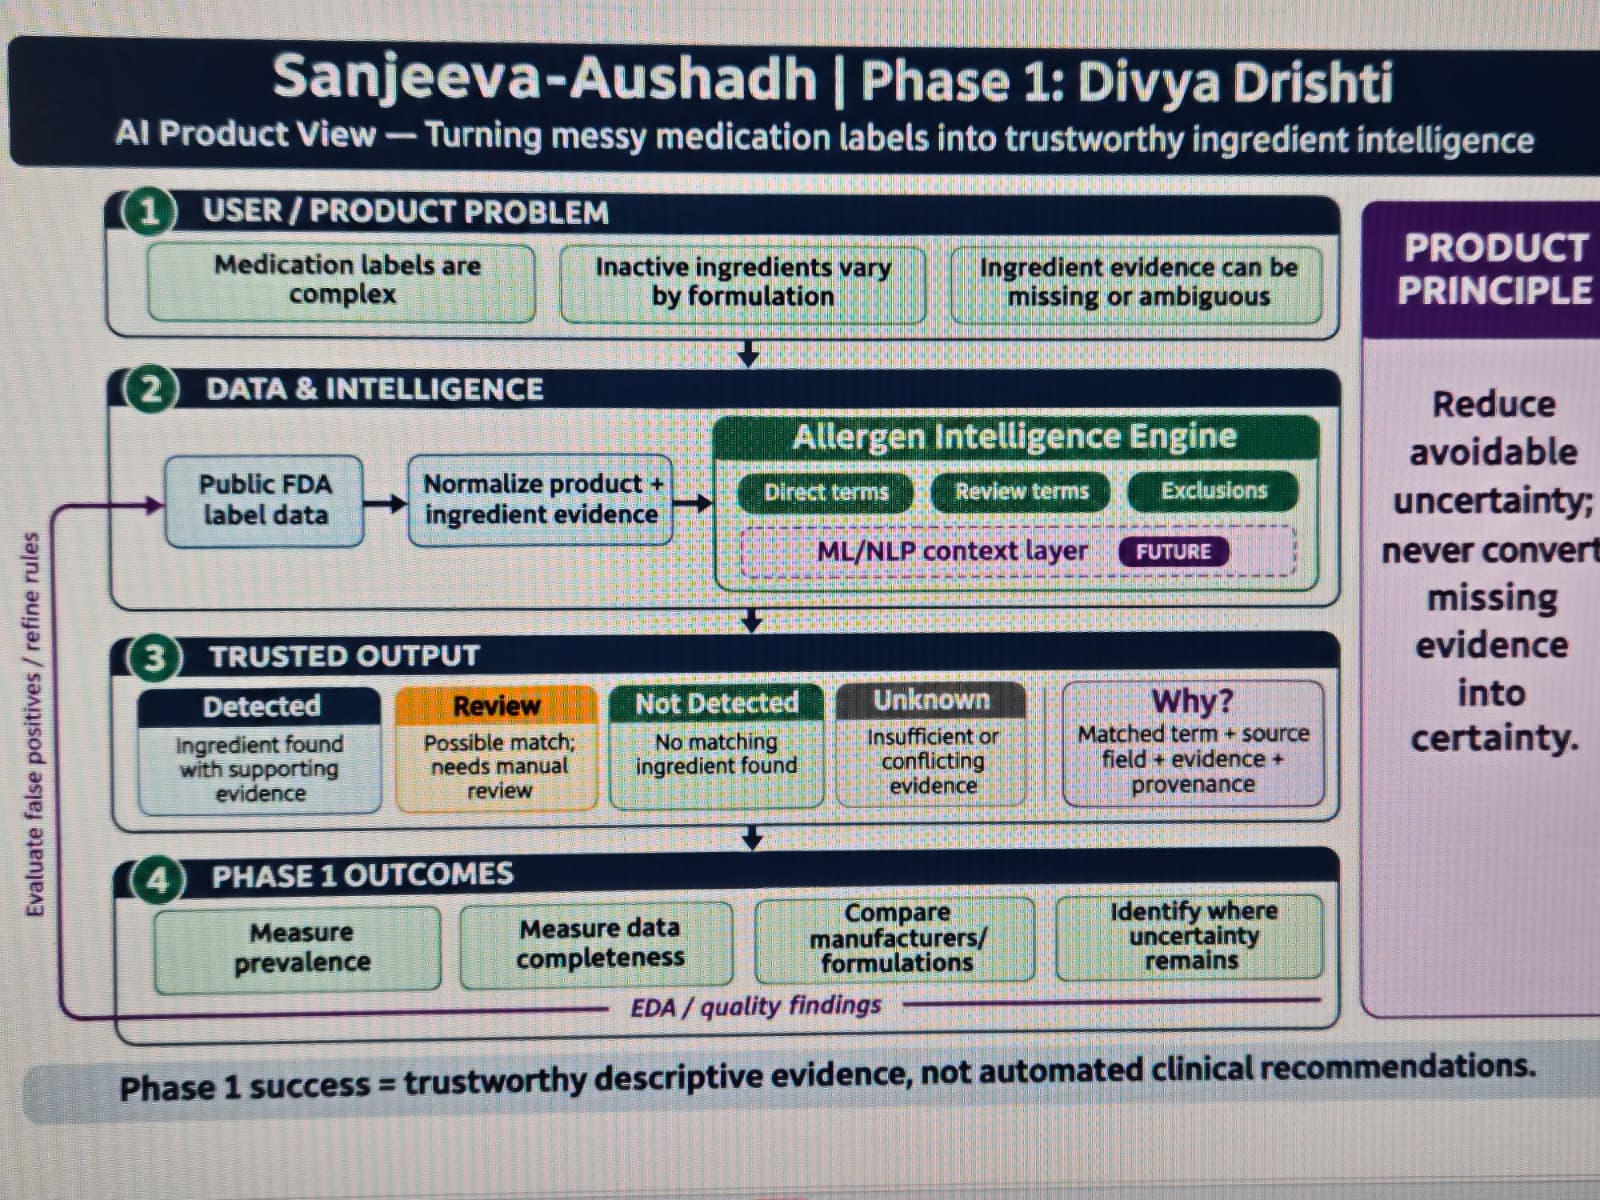 Sanjeeva-Aushadh | Phase 1: Divya Drishti
AI Product View — Turning messy medication labels into trustworthy ingredient intelligence
1 USER / PRODUCT PROBLEM
Medication labels are
complex
Inactive ingredients vary
by formulation
Ingredient evidence can be
missing or ambiguous
2 DATA & INTELLIGENCE
Public FDA
label data
Normalize product +
ingredient evidence
Allergen Intelligence Engine
Direct terms
Review terms
Exclusions
ML/NLP context layer
FUTURE
3 TRUSTED OUTPUT
Detected
Ingredient found
with supporting
evidence
Review
Possible match;
needs manual
review
Not Detected
No matching
ingredient found
Unknown
Insufficient or
conflicting
evidence
Why?
Matched term + source
field + evidence +
provenance
4 PHASE 1 OUTCOMES
Measure
prevalence
Measure data
completeness
Compare
manufacturers/
formulations
Identify where
uncertainty
remains
EDA / quality findings
Evaluate false positives / refine rules
PRODUCT
PRINCIPLE
Reduce
avoidable
uncertainty;
never convert
missing
evidence
into
certainty.
Phase 1 success = trustworthy descriptive evidence, not automated clinical recommendations.